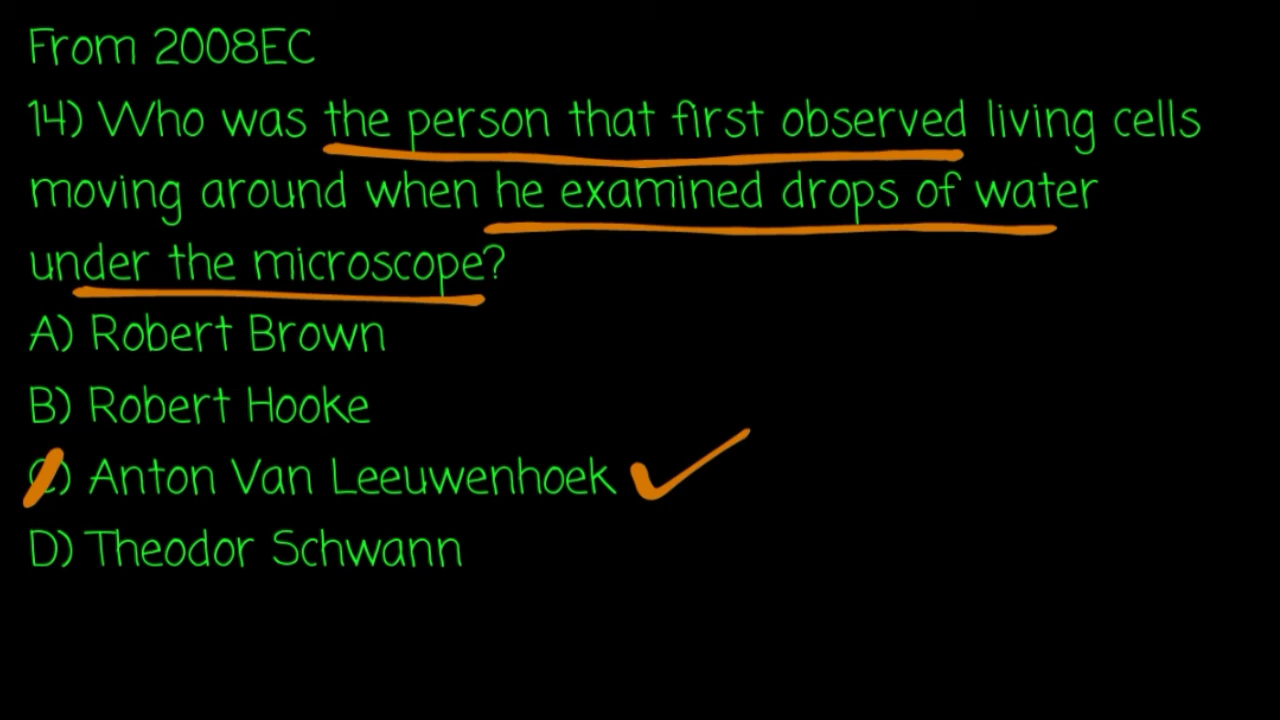 From 2008EC
14) Who was the person that first observed living cells
moving around when he examined drops of water
under the microscope?
A) Robert Brown
B) Robert Hooke
C) Anton Van Leeuwenhoek
D) Theodor Schwann